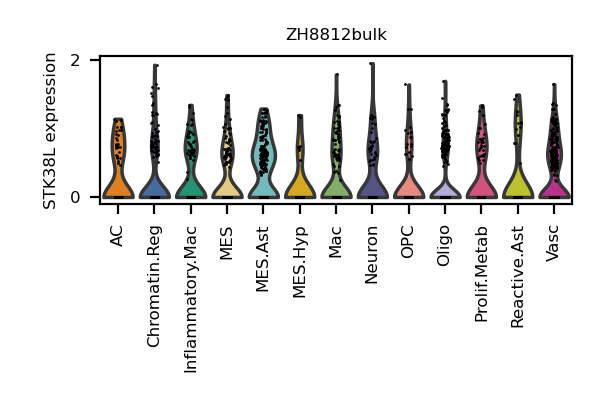 ZH8812bulk
STK38L expression
2
0
AC
Chromatin.Reg
Inflammatory.Mac
MES
MES.Ast
MES.Hyp
Mac
Neuron
OPC
Oligo
Prolif.Metab
Reactive.Ast
Vasc